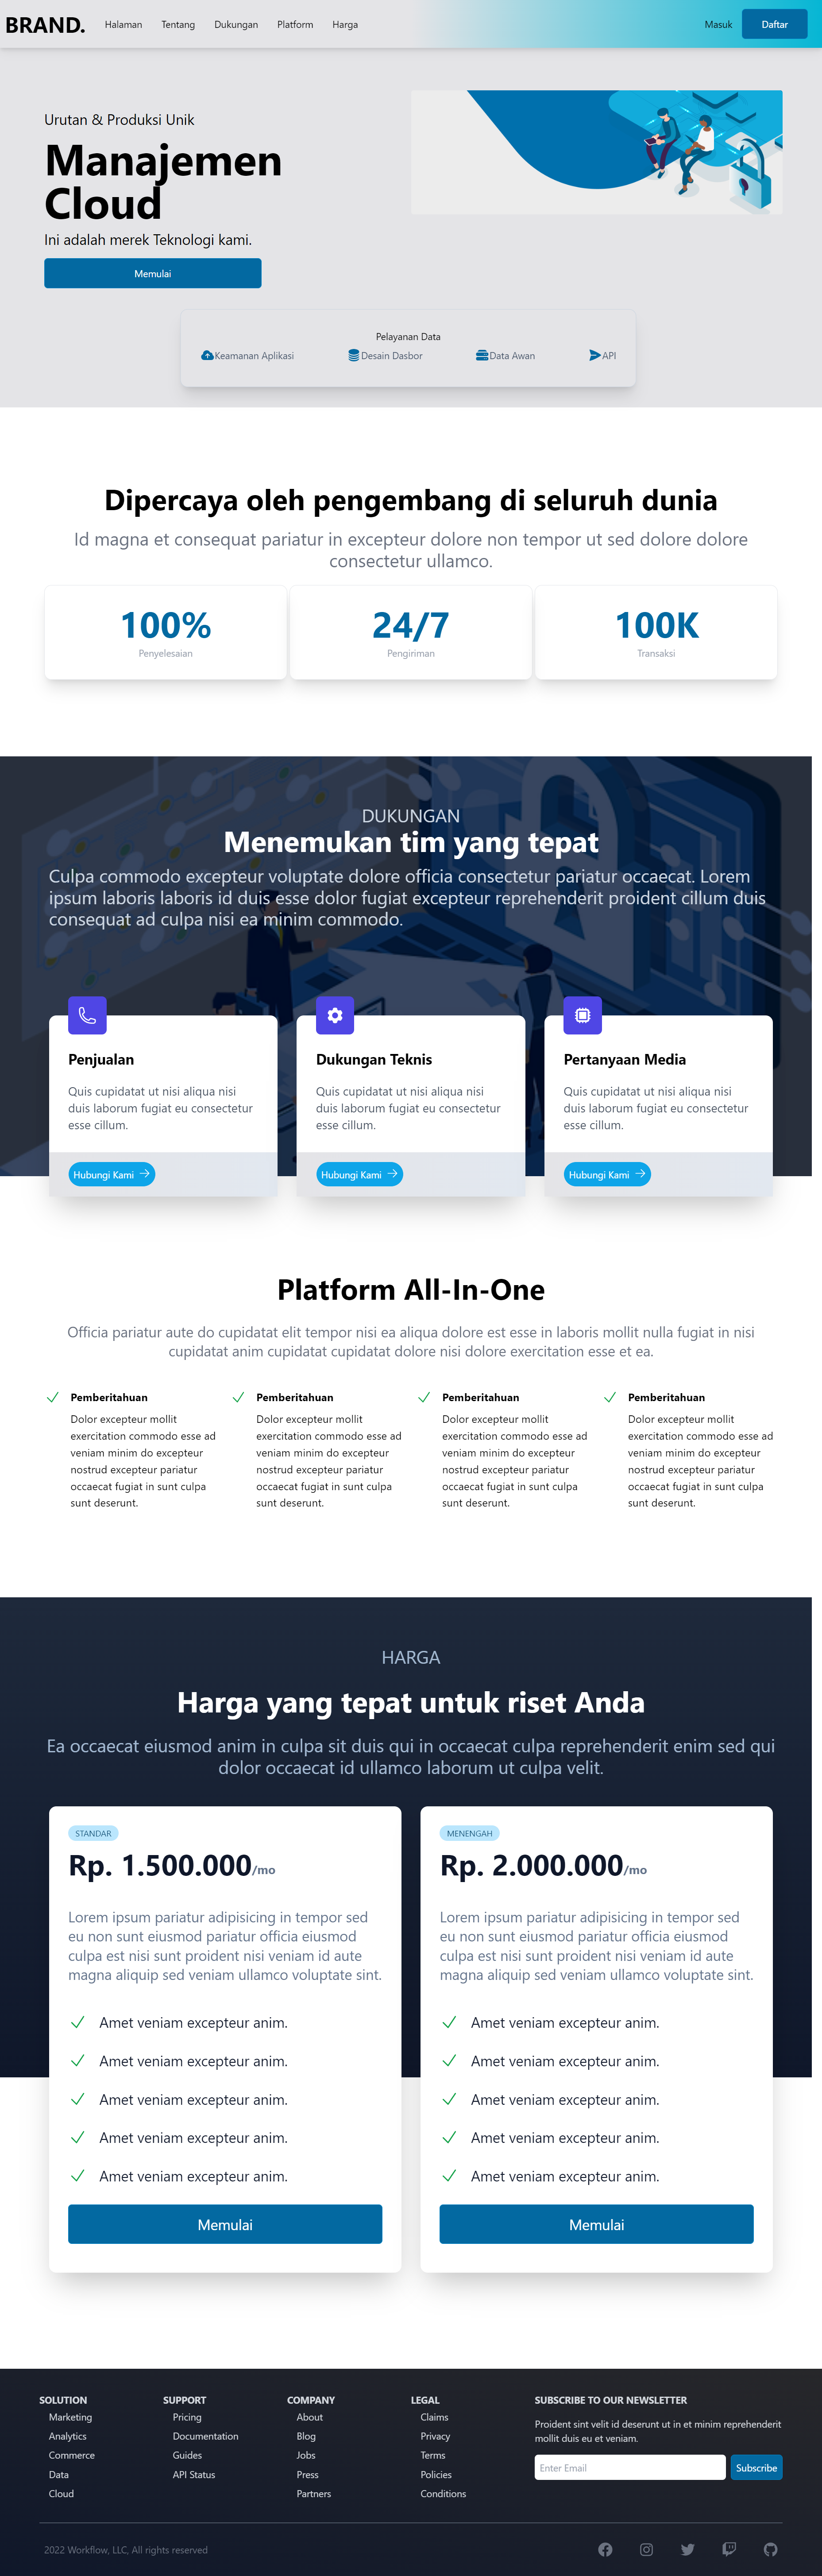 BRAND.
Halaman
Tentang
Dukungan
Platform
Harga
Masuk
Daftar
Urutan & Produksi Unik
Manajemen
Cloud
Ini adalah merek Teknologi kami.
Memulai
Pelayanan Data
Keamanan Aplikasi
Desain Dasbor
Data Awan
API
Dipercaya oleh pengembang di seluruh dunia
Id magna et consequat pariatur in excepteur dolore non tempor ut sed dolore dolore
consectetur ullamco.
100%
Penyelesaian
24/7
Pengiriman
100K
Transaksi
DUKUNGAN
Menemukan tim yang tepat
Culpa commodo excepteur voluptate dolore officia consectetur pariatur occaecat. Lorem
ipsum laboris laboris id duis esse dolor fugiat excepteur reprehenderit proident cillum duis
consequat ad culpa nisi ea minim commodo.
Penjualan
Quis cupidatat ut nisi aliqua nisi
duis laborum fugiat eu consectetur
esse cillum.
Hubungi Kami
Dukungan Teknis
Quis cupidatat ut nisi aliqua nisi
duis laborum fugiat eu consectetur
esse cillum.
Hubungi Kami
Pertanyaan Media
Quis cupidatat ut nisi aliqua nisi
duis laborum fugiat eu consectetur
esse cillum.
Hubungi Kami
Platform All-In-One
Officia pariatur aute do cupidatat elit tempor nisi ea aliqua dolore est esse in laboris mollit nulla fugiat in nisi
cupidatat anim cupidatat cupidatat dolore nisi dolore exercitation esse et ea.
Pemberitahuan
Dolor excepteur mollit
exercitation commodo esse ad
veniam minim do excepteur
nostrud excepteur pariatur
occaecat fugiat in sunt culpa
sunt deserunt.
Pemberitahuan
Dolor excepteur mollit
exercitation commodo esse ad
veniam minim do excepteur
nostrud excepteur pariatur
occaecat fugiat in sunt culpa
sunt deserunt.
Pemberitahuan
Dolor excepteur mollit
exercitation commodo esse ad
veniam minim do excepteur
nostrud excepteur pariatur
occaecat fugiat in sunt culpa
sunt deserunt.
Pemberitahuan
Dolor excepteur mollit
exercitation commodo esse ad
veniam minim do excepteur
nostrud excepteur pariatur
occaecat fugiat in sunt culpa
sunt deserunt.
HARGA
Harga yang tepat untuk riset Anda
Ea occaecat eiusmod anim in culpa sit duis qui in occaecat culpa reprehenderit enim sed qui
dolor occaecat id ullamco laborum ut culpa velit.
STANDAR
Rp. 1.500.000/mo
Lorem ipsum pariatur adipisicing in tempor sed
eu non sunt eiusmod pariatur officia eiusmod
culpa est nisi sunt proident nisi veniam id aute
magna aliquip sed veniam ullamco voluptate sint.
Amet veniam excepteur anim.
Amet veniam excepteur anim.
Amet veniam excepteur anim.
Amet veniam excepteur anim.
Amet veniam excepteur anim.
Memulai
MENENGAH
Rp. 2.000.000/mo
Lorem ipsum pariatur adipisicing in tempor sed
eu non sunt eiusmod pariatur officia eiusmod
culpa est nisi sunt proident nisi veniam id aute
magna aliquip sed veniam ullamco voluptate sint.
Amet veniam excepteur anim.
Amet veniam excepteur anim.
Amet veniam excepteur anim.
Amet veniam excepteur anim.
Amet veniam excepteur anim.
Memulai
SOLUTION
Marketing
Analytics
Commerce
Data
Cloud
SUPPORT
Pricing
Documentation
Guides
API Status
COMPANY
About
Blog
Jobs
Press
Partners
LEGAL
Claims
Privacy
Terms
Policies
Conditions
SUBSCRIBE TO OUR NEWSLETTER
Proident sint velit id deserunt ut in et minim reprehenderit
mollit duis eu et veniam.
Enter Email
Subscribe
2022 Workflow, LLC, All rights reserved